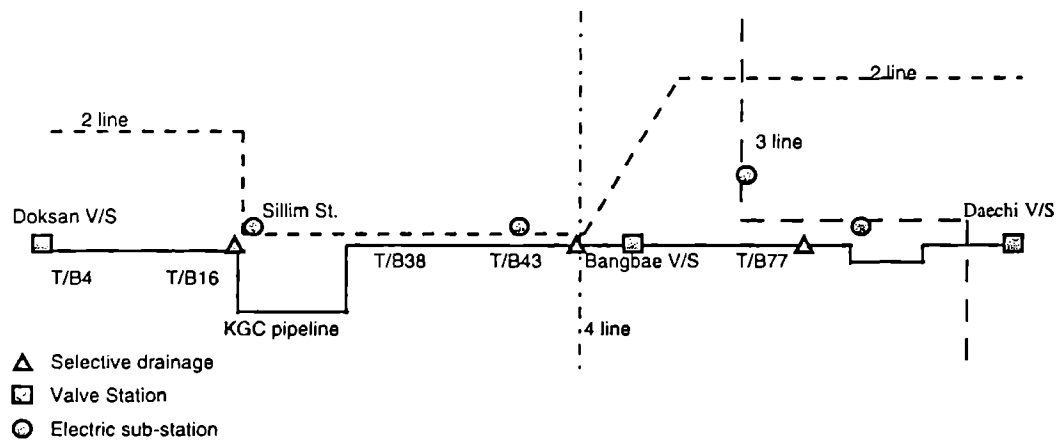 2 line
2 line
3 line
Doksan V/S
Sillim St.
Daechi V/S
T/B4
T/B16
T/B38
T/B43
Bangbae V/S
T/B77
KGC pipeline
4 line
Selective drainage
Valve Station
Electric sub-station